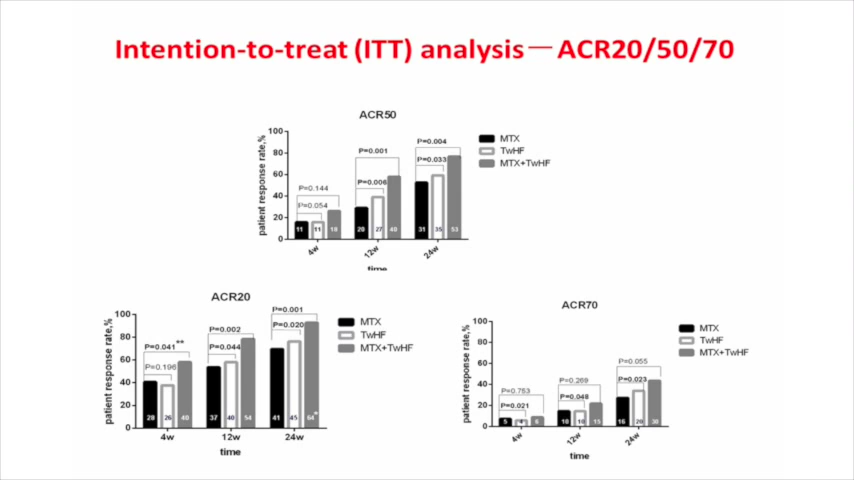 Intention-to-treat (ITT) analysis—ACR20/50/70
ACR50
patient response rate,%
100
80
60
40
20
0
P=0.144
P=0.054
P=0.001
P=0.006
P=0.004
P=0.033
11 11 18
20 27 40
31 35 53
4w 12w 24w
time
MTX
TwHF
MTX+TwHF
ACR20
patient response rate,%
100
80
60
40
20
0
P=0.041 **
P=0.196
P=0.002
P=0.044
P=0.001
P=0.020
28 26 40
37 40 54
41 45 64*
4w 12w 24w
time
MTX
TwHF
MTX+TwHF
ACR70
patient response rate,%
100
80
60
40
20
0
P=0.753
P=0.021
P=0.269
P=0.048
P=0.055
P=0.023
5 4 6
10 10 15
16 20 30
4w 12w 24w
time
MTX
TwHF
MTX+TwHF